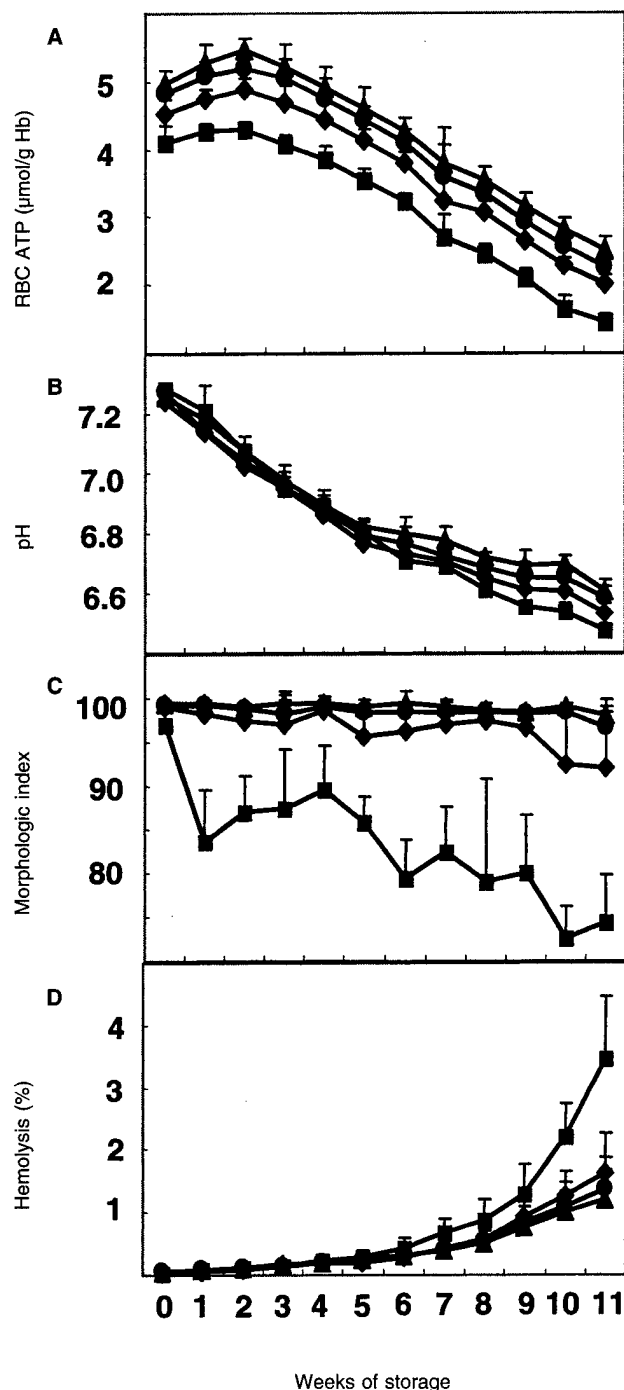 A
RBC ATP (μmol/g Hb)
5
4
3
2
B
pH
7.2
7.0
6.8
6.6
C
Morphologic index
100
90
80
D
Hemolysis (%)
4
3
2
1
0 1 2 3 4 5 6 7 8 9 10 11
Weeks of storage